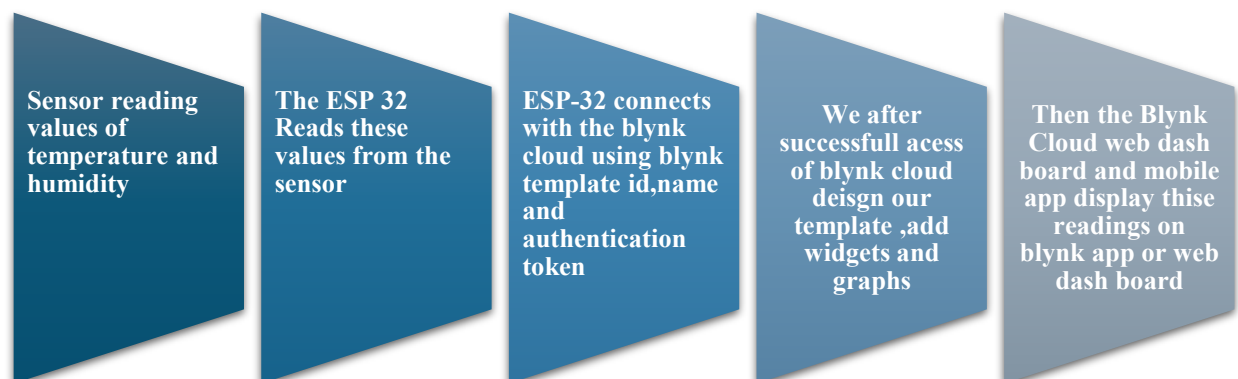 Sensor reading
values of
temperature and
humidity
The ESP 32
Reads these
values from the
sensor
ESP-32 connects
with the blynk
cloud using blynk
template id,name
and
authentication
token
We after
successfull acess
of blynk cloud
deisgn our
template ,add
widgets and
graphs
Then the Blynk
Cloud web dash
board and mobile
app display thise
readings on
blynk app or web
dash board